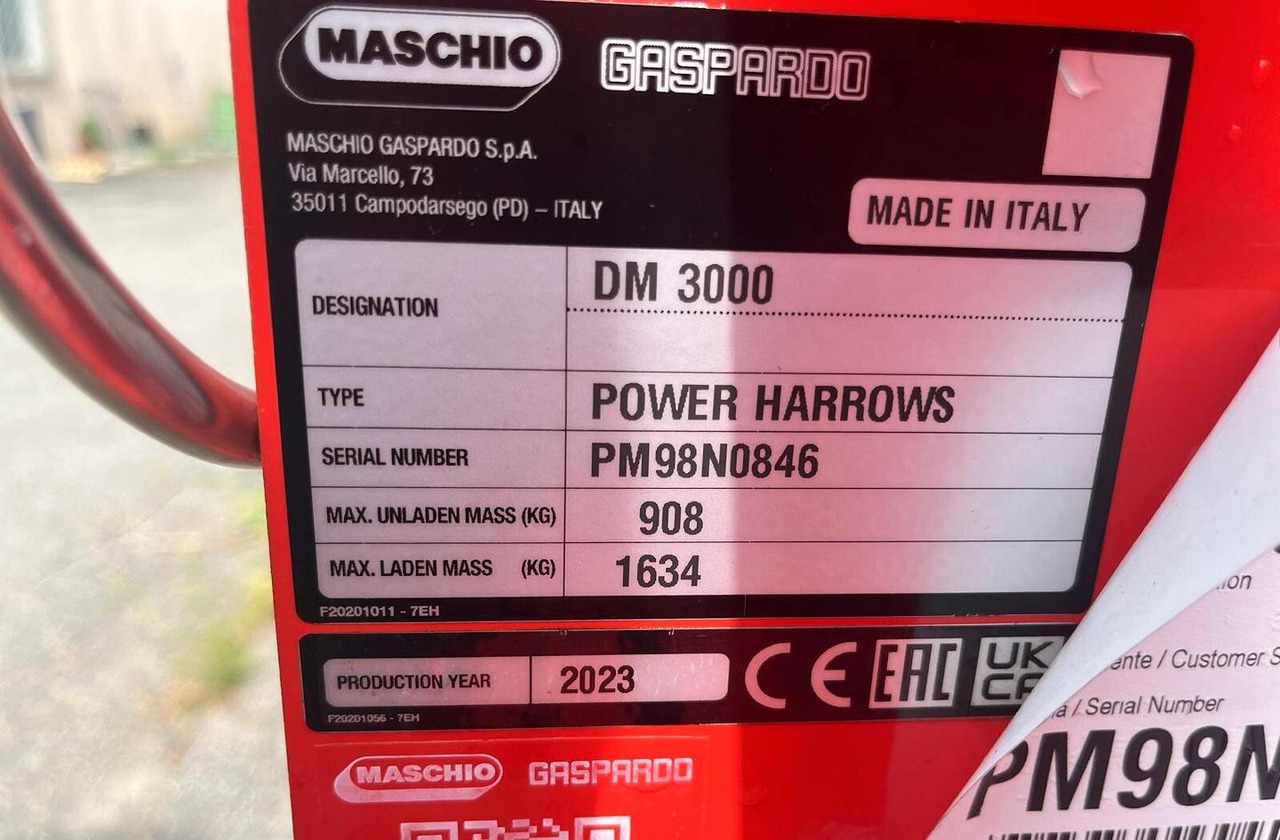 MASCHIO GASPARDO
MASCHIO GASPARDO S.p.A.
Via Marcello, 73
35011 Campodarsego (PD) – ITALY
MADE IN ITALY
DESIGNATION DM 3000
TYPE POWER HARROWS
SERIAL NUMBER PM98N0846
MAX. UNLADEN MASS (KG) 908
MAX. LADEN MASS (KG) 1634
F20201011 - 7EH
PRODUCTION YEAR 2023 CE EAC UK CA
F20201056 - 7EH
MASCHIO GASPARDO
/ Customer
/ Serial Number
PM98N